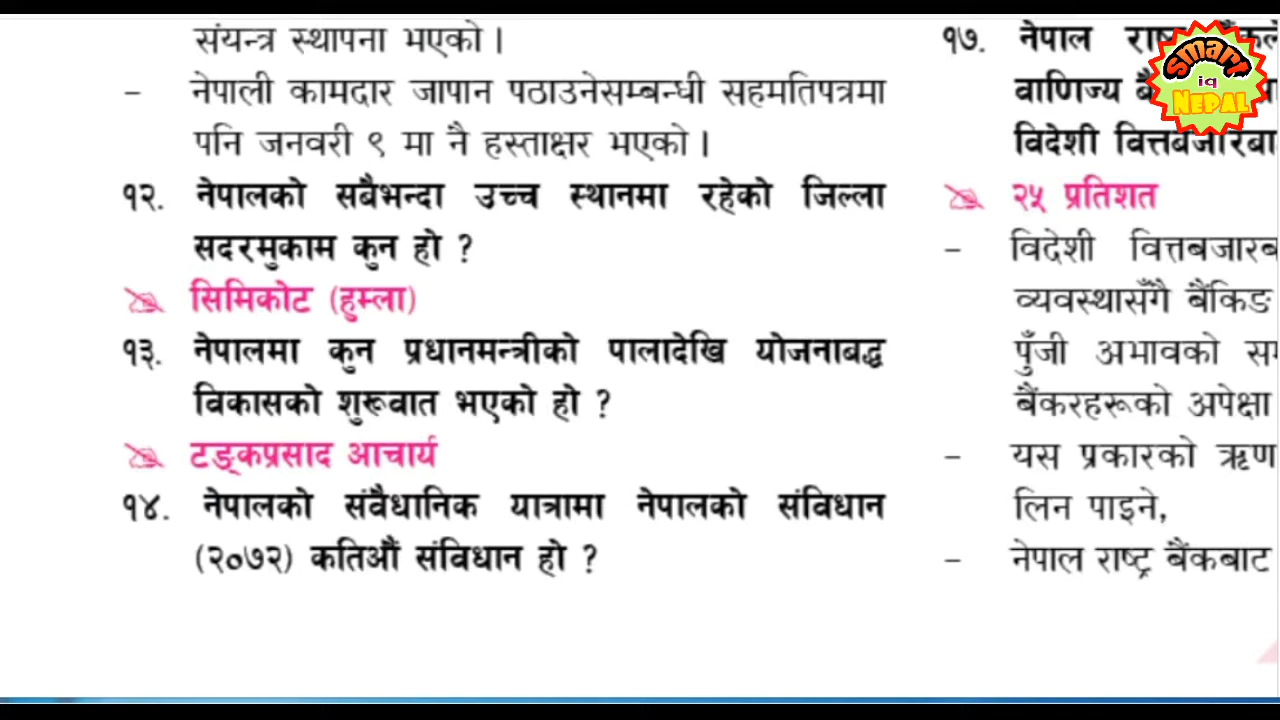 संयन्त्र स्थापना भएको ।
– नेपाली कामदार जापान पठाउनेसम्बन्धी सहमतिपत्रमा
पनि जनवरी ९ मा नै हस्ताक्षर भएको ।
१२. नेपालको सबैभन्दा उच्च स्थानमा रहेको जिल्ला
सदरमुकाम कुन हो ?
सिमिकोट (हुम्ला)
१३. नेपालमा कुन प्रधानमन्त्रीको पालादेखि योजनाबद्ध
विकासको शुरूवात भएको हो ?
टङ्कप्रसाद आचार्य
१४. नेपालको संवैधानिक यात्रामा नेपालको संविधान
(२०७२) कतिऔं संविधान हो ?
१७. नेपाल
वाणिज्य
विदेशी
२५ प्रतिशत
– विदेशी
व्यवस्थासँगै बैंकिङ
पुँजी अभावको
बैंकरहरूको अपेक्षा
– यस प्रकारको ऋण
लिन पाइने,
– नेपाल राष्ट्र बैंकबाट
smart
iq
NEPAL